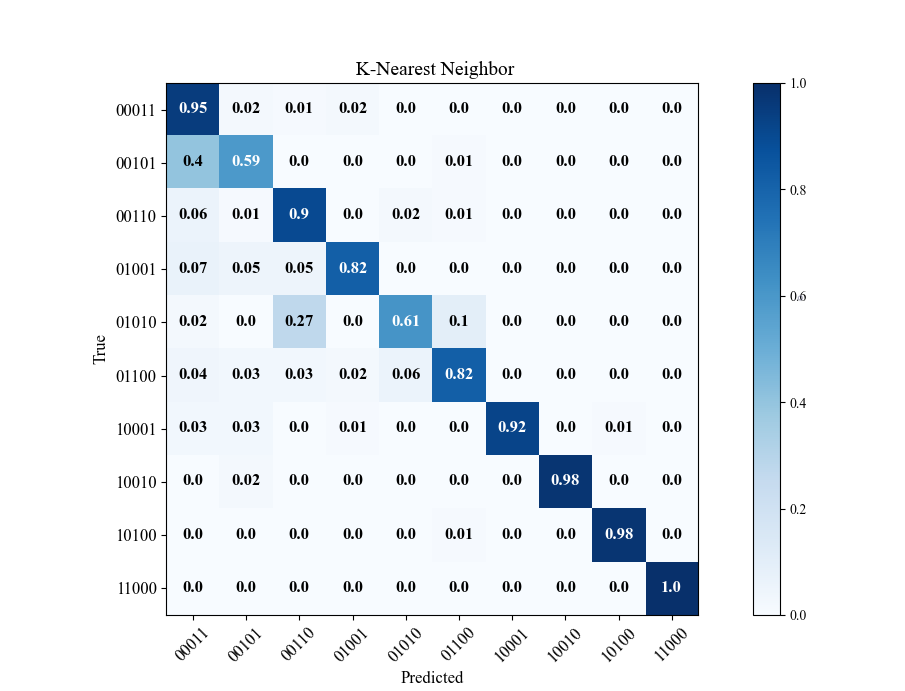 K-Nearest Neighbor
00011 0.95 0.02 0.01 0.02 0.0 0.0 0.0 0.0 0.0 0.0
00101 0.4 0.59 0.0 0.0 0.0 0.01 0.0 0.0 0.0 0.0
00110 0.06 0.01 0.9 0.0 0.02 0.01 0.0 0.0 0.0 0.0
01001 0.07 0.05 0.05 0.82 0.0 0.0 0.0 0.0 0.0 0.0
01010 0.02 0.0 0.27 0.0 0.61 0.1 0.0 0.0 0.0 0.0
01100 0.04 0.03 0.03 0.02 0.06 0.82 0.0 0.0 0.0 0.0
10001 0.03 0.03 0.0 0.01 0.0 0.0 0.92 0.0 0.01 0.0
10010 0.0 0.02 0.0 0.0 0.0 0.0 0.0 0.98 0.0 0.0
10100 0.0 0.0 0.0 0.0 0.0 0.01 0.0 0.0 0.98 0.0
11000 0.0 0.0 0.0 0.0 0.0 0.0 0.0 0.0 0.0 1.0
00011 00101 00110 01001 01010 01100 10001 10010 10100 11000
Predicted
True
1.0
0.8
0.6
0.4
0.2
0.0